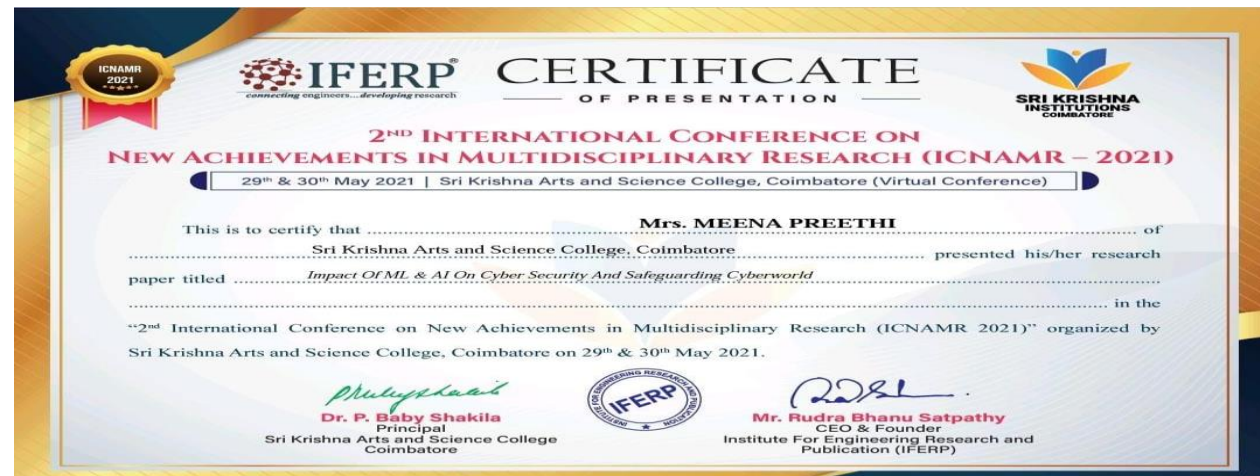 ICNAMR
2021
IFERP®
connecting engineers...developing research
CERTIFICATE
OF PRESENTATION
SRI KRISHNA
INSTITUTIONS
COIMBATORE
2ND INTERNATIONAL CONFERENCE ON
NEW ACHIEVEMENTS IN MULTIDISCIPLINARY RESEARCH (ICNAMR – 2021)
29th & 30th May 2021 | Sri Krishna Arts and Science College, Coimbatore (Virtual Conference)
This is to certify that Mrs. MEENA PREETHI of
Sri Krishna Arts and Science College, Coimbatore presented his/her research
paper titled Impact Of ML & AI On Cyber Security And Safeguarding Cyberworld
in the
“2nd International Conference on New Achievements in Multidisciplinary Research (ICNAMR 2021)” organized by
Sri Krishna Arts and Science College, Coimbatore on 29th & 30th May 2021.
Dr. P. Baby Shakila
Principal
Sri Krishna Arts and Science College
Coimbatore
INSTITUTE FOR ENGINEERING RESEARCH AND PUBLICATION
IFERP
Mr. Rudra Bhanu Satpathy
CEO & Founder
Institute For Engineering Research and
Publication (IFERP)